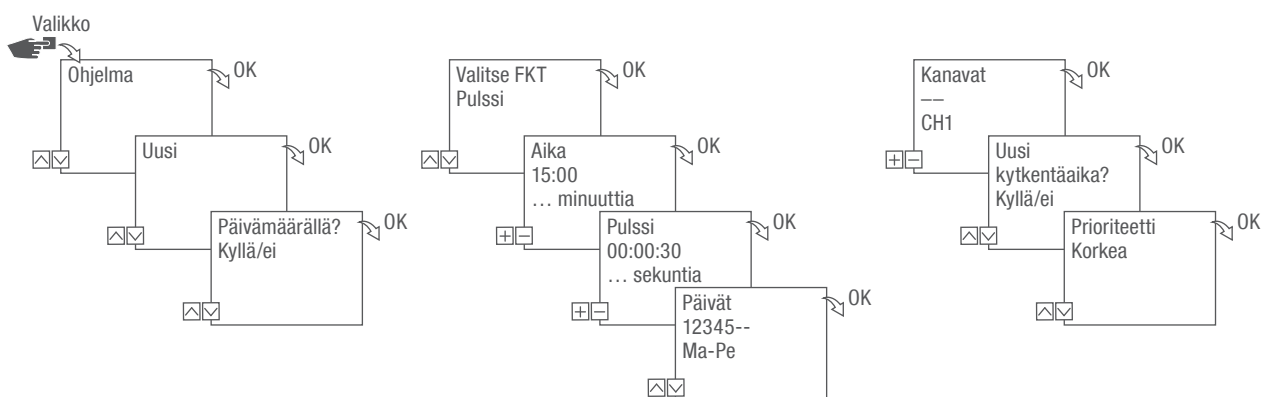 Valikko
Ohjelma
OK
Uusi
OK
Päivämäärällä?
Kyllä/ei
OK
Valitse FKT
Pulssi
OK
Aika
15:00
… minuuttia
OK
Pulssi
00:00:30
… sekuntia
OK
Päivät
12345--
Ma-Pe
OK
Kanavat
––
CH1
OK
Uusi
kytkentäaika?
Kyllä/ei
OK
Prioriteetti
Korkea
OK